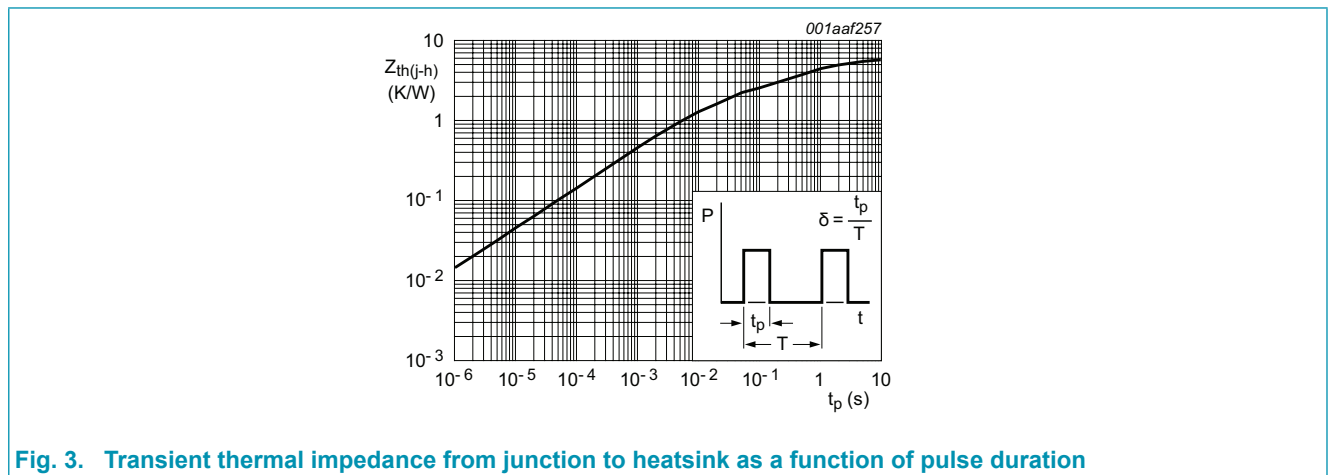 001aaf257
Z th(j-h)
(K/W)
10
1
10-1
10-2
10-3
10-6 10-5 10-4 10-3 10-2 10-1 1 10
tp (s)
P
δ = tp
T
tp
t
T
Fig. 3. Transient thermal impedance from junction to heatsink as a function of pulse duration